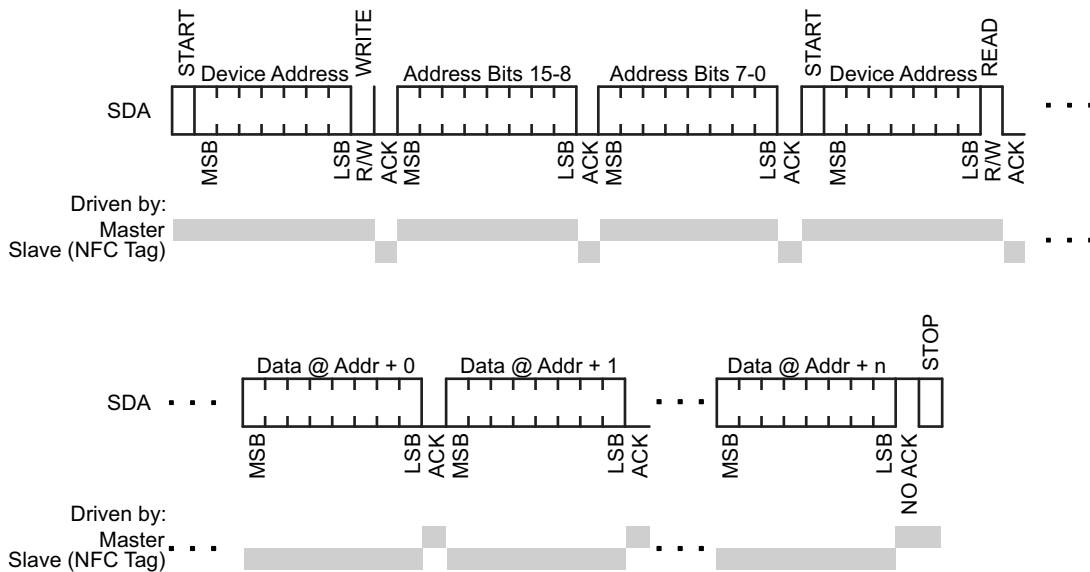 START
WRITE
START
READ
Device Address
Address Bits 15-8
Address Bits 7-0
Device Address
SDA
MSB LSB R/W ACK MSB LSB ACK MSB LSB ACK MSB LSB R/W ACK
Driven by:
Master
Slave (NFC Tag)
STOP
Data @ Addr + 0
Data @ Addr + 1
Data @ Addr + n
SDA
MSB LSB ACK MSB LSB ACK MSB LSB NO ACK
Driven by:
Master
Slave (NFC Tag)